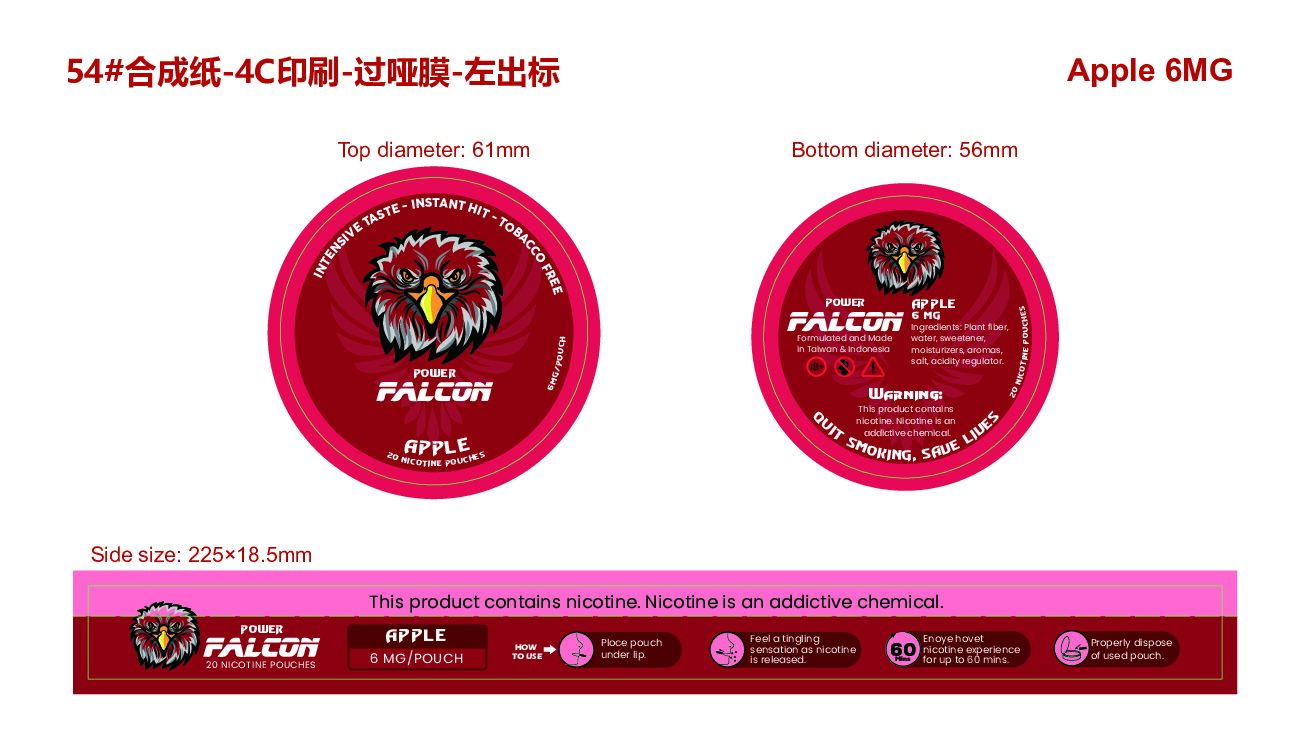 54#合成纸-4C印刷-过哑膜-左出标
Apple 6MG
Top diameter: 61mm
Bottom diameter: 56mm
INTENSIVE TASTE - INSTANT HIT - TOBACCO FREE
6MG/POUCH
POWER
FALCON
APPLE
20 NICOTINE POUCHES
POWER
FALCON
Formulated and Made
in Taiwan & Indonesia
18+
APPLE
6 MG
Ingredients: Plant fiber,
water, sweetener,
moisturizers, aromas,
salt, acidity regulator.
20 NICOTINE POUCHES
WARNING:
This product contains
nicotine. Nicotine is an
addictive chemical.
QUIT SMOKING, SAVE LIVES
Side size: 225×18.5mm
This product contains nicotine. Nicotine is an addictive chemical.
POWER
FALCON
20 NICOTINE POUCHES
APPLE
6 MG/POUCH
HOW
TO USE
Ploce pouch
under lip.
Feel a tingling
sensation as nicotine
is released.
60
Mins
Enoye hovet
nicotine experience
for up to 60 mins.
Properly dispose
of used pouch.